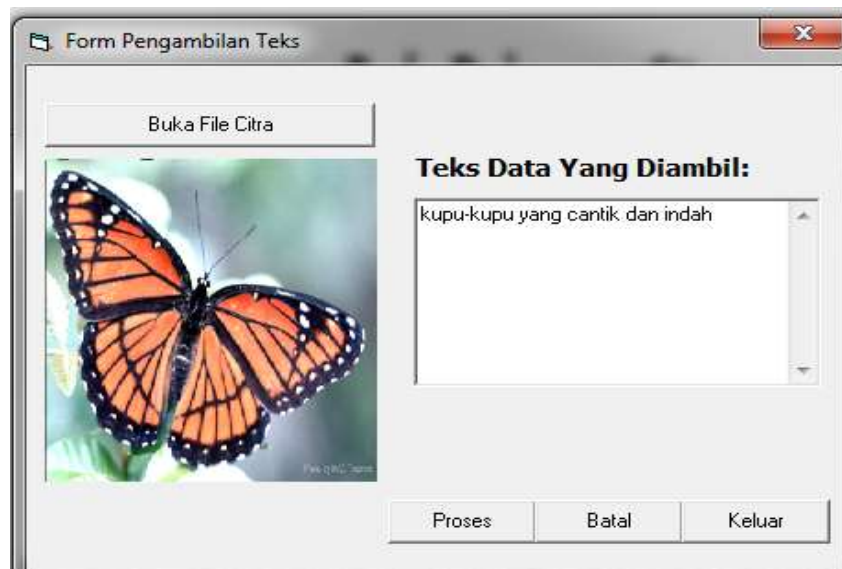 Form Pengambilan Teks
Buka File Citra
Teks Data Yang Diambil:
kupu-kupu yang cantik dan indah
Proses
Batal
Keluar